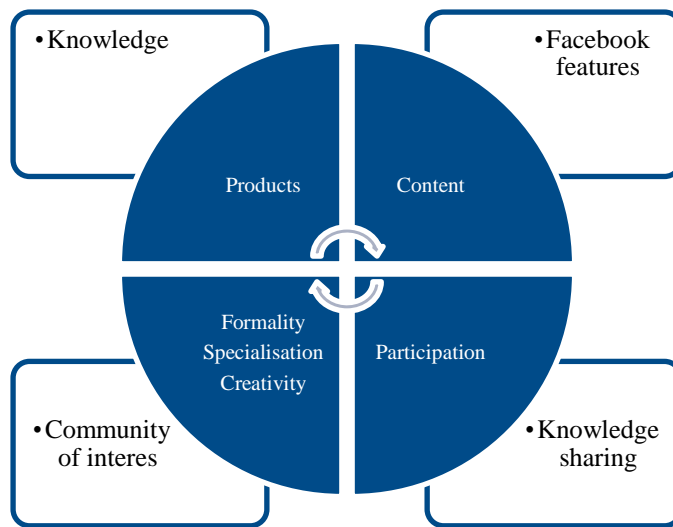 •Knowledge
•Facebook
features
Products
Content
Formality
Specialisation
Creativity
Participation
•Community
of interes
•Knowledge
sharing